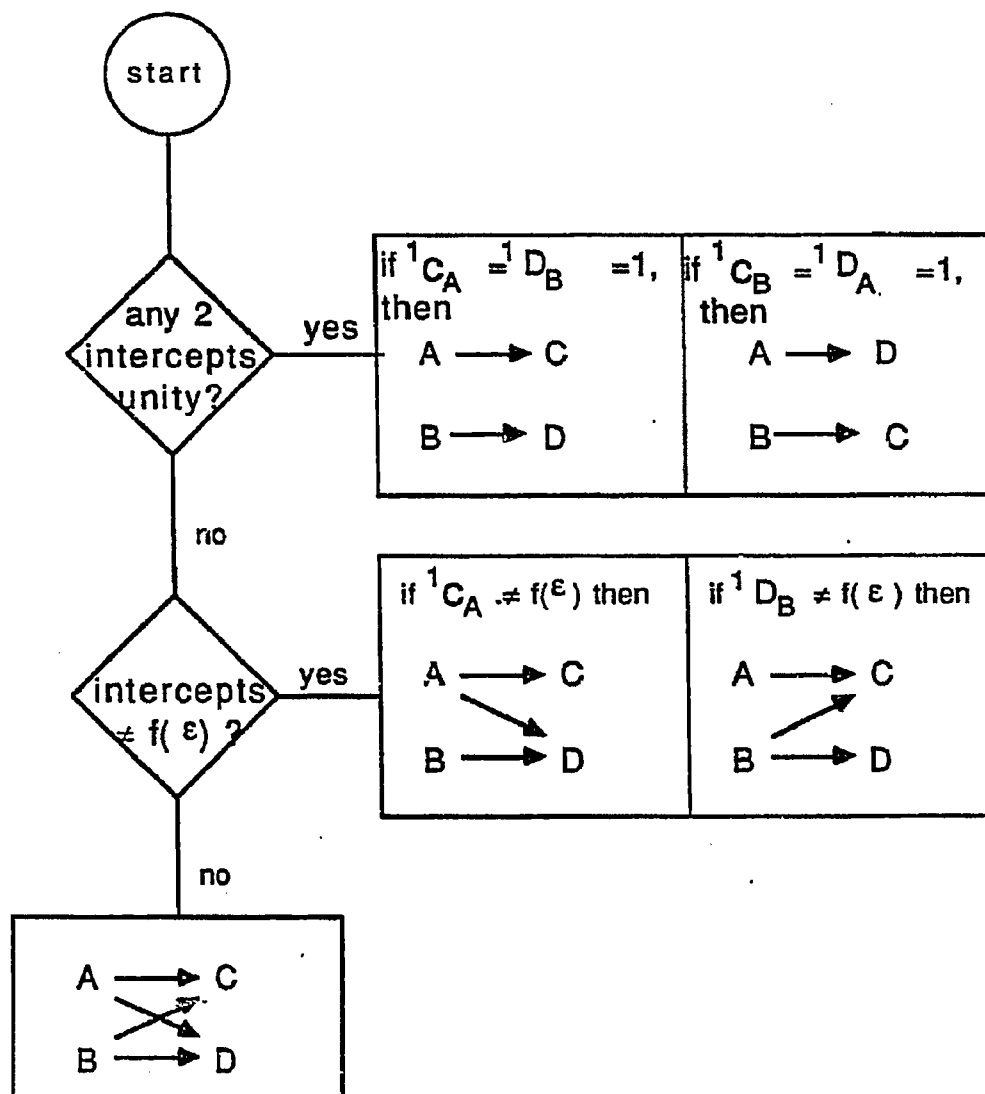 start
any 2
intercepts
unity?
yes
if ¹C_A = ¹D_B = 1,
then
A → C
B → D
if ¹C_B = ¹D_A. = 1,
then
A → D
B → C
no
intercepts
≠ f( ε) ?
yes
if ¹C_A .≠ f(ε) then
A → C
B → D
if ¹D_B ≠ f( ε ) then
A → C
B → D
no
A → C
B → D